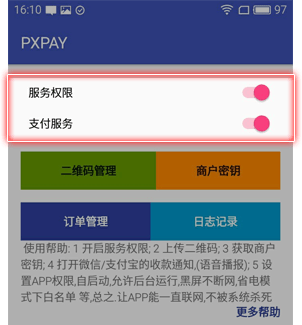 16:10 97
PXPAY
服务权限
支付服务
二维码管理 商户密钥
订单管理 日志记录
使用帮助: 1 开启服务权限; 2 上传二维码; 3 获取商户
密钥; 4 打开微信/支付宝的收款通知,(语音播报); 5 设
置APP权限,自启动,允许后台运行,黑屏不断网,省电模
式下白名单 等,总之.让APP能一直联网,不被系统杀死
更多帮助